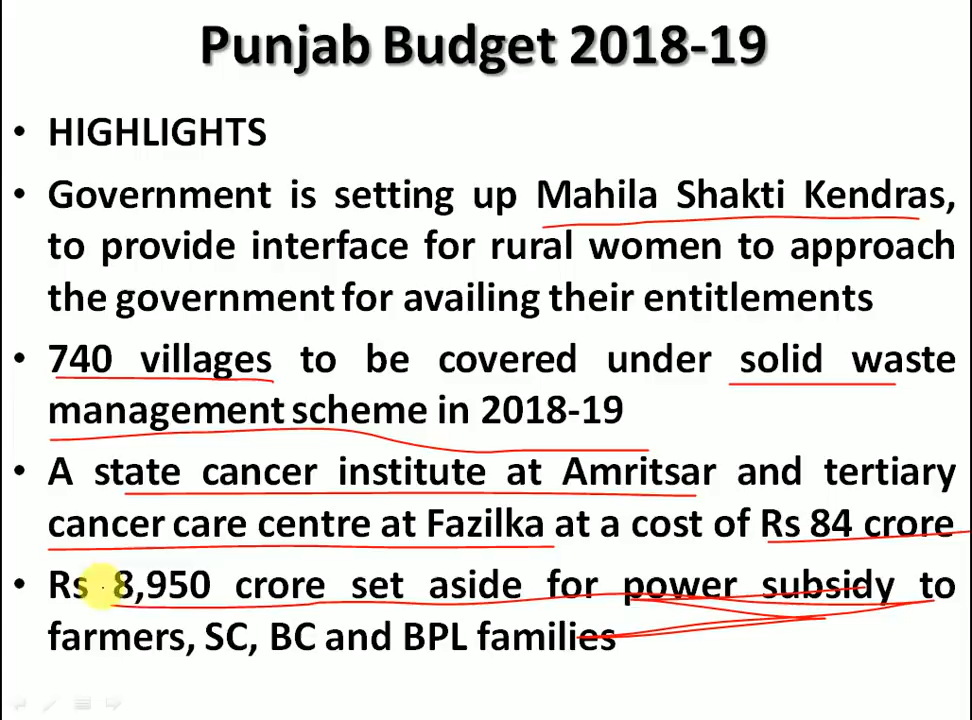 Punjab Budget 2018-19
• HIGHLIGHTS
• Government is setting up Mahila Shakti Kendras,
to provide interface for rural women to approach
the government for availing their entitlements
• 740 villages to be covered under solid waste
management scheme in 2018-19
• A state cancer institute at Amritsar and tertiary
cancer care centre at Fazilka at a cost of Rs 84 crore
• Rs 8,950 crore set aside for power subsidy to
farmers, SC, BC and BPL families